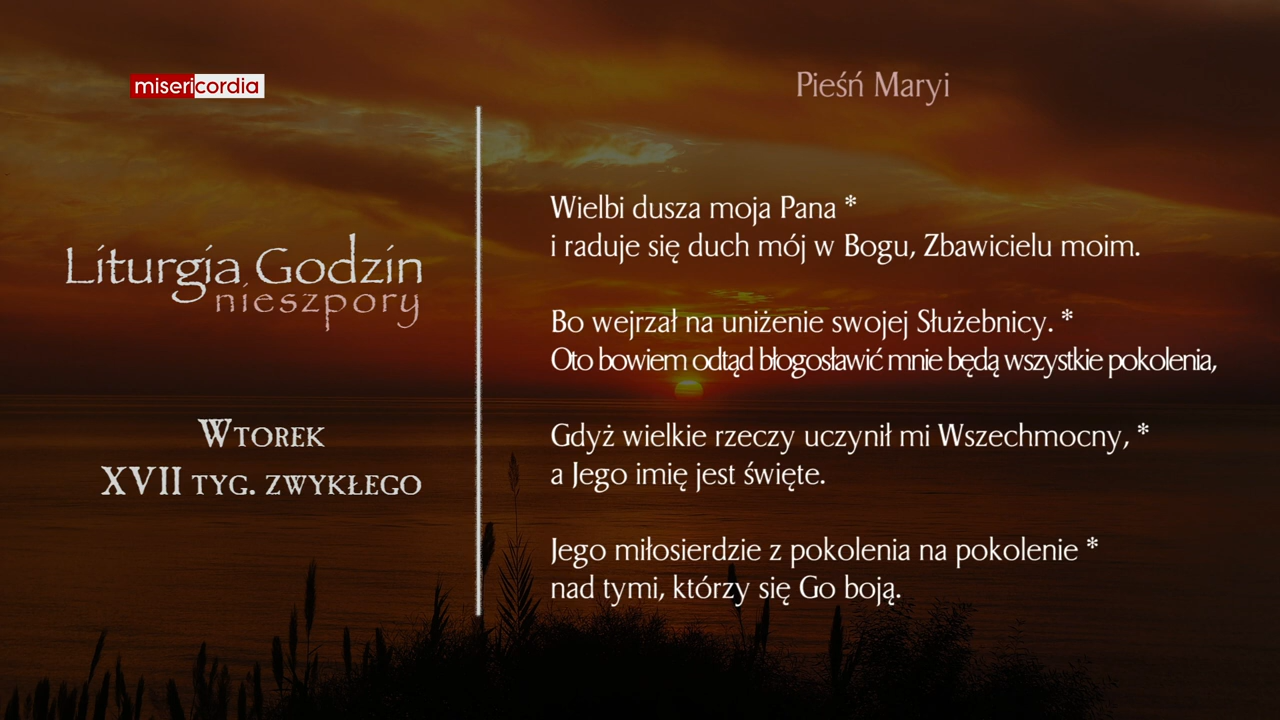 misericordia
Pieśń Maryi
Liturgia Godzin
nieszpory
Wtorek
XVII tyg. zwykłego
Wielbi dusza moja Pana *
i raduje się duch mój w Bogu, Zbawicielu moim.
Bo wejrzał na uniżenie swojej Służebnicy. *
Oto bowiem odtąd błogosławić mnie będą wszystkie pokolenia,
Gdyż wielkie rzeczy uczynił mi Wszechmocny, *
a Jego imię jest święte.
Jego miłosierdzie z pokolenia na pokolenie *
nad tymi, którzy się Go boją.